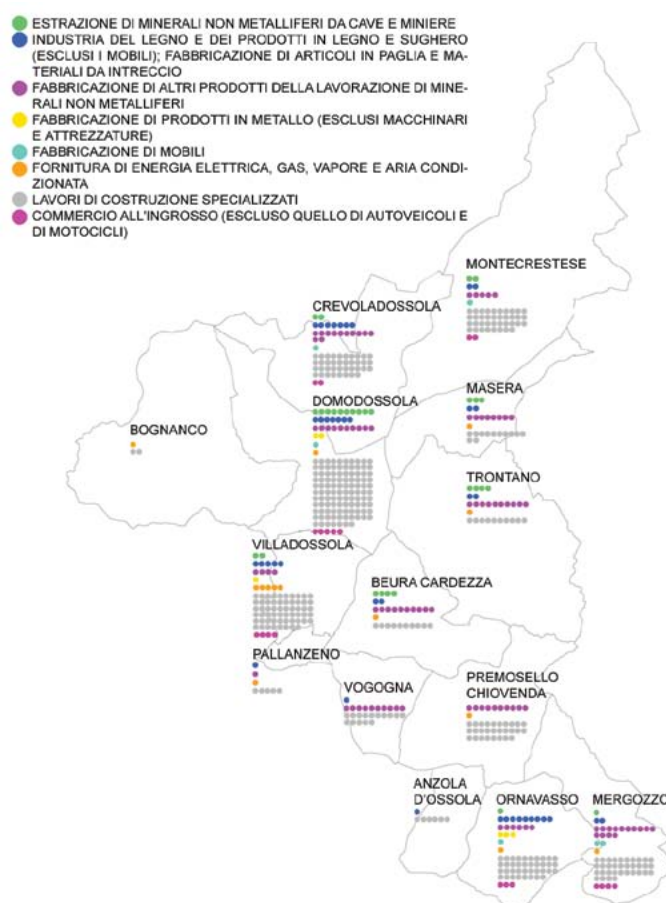 ESTRAZIONE DI MINERALI NON METALLIFERI DA CAVE E MINIERE
INDUSTRIA DEL LEGNO E DEI PRODOTTI IN LEGNO E SUGHERO
(ESCLUSI I MOBILI); FABBRICAZIONE DI ARTICOLI IN PAGLIA E MA-
TERIALI DA INTRECCIO
FABBRICAZIONE DI ALTRI PRODOTTI DELLA LAVORAZIONE DI MINE-
RALI NON METALLIFERI
FABBRICAZIONE DI PRODOTTI IN METALLO (ESCLUSI MACCHINARI
E ATTREZZATURE)
FABBRICAZIONE DI MOBILI
FORNITURA DI ENERGIA ELETTRICA, GAS, VAPORE E ARIA CONDI-
ZIONATA
LAVORI DI COSTRUZIONE SPECIALIZZATI
COMMERCIO ALL'INGROSSO (ESCLUSO QUELLO DI AUTOVEICOLI E
DI MOTOCICLI)
MONTECRESTESE
CREVOLADOSSOLA
MASERA
DOMODOSSOLA
BOGNANCO
TRONTANO
VILLADOSSOLA
BEURA CARDEZZA
PALLANZENO
VOGOGNA
PREMOSELLO
CHIOVENDA
ANZOLA
D'OSSOLA
ORNAVASSO
MERGOZZO